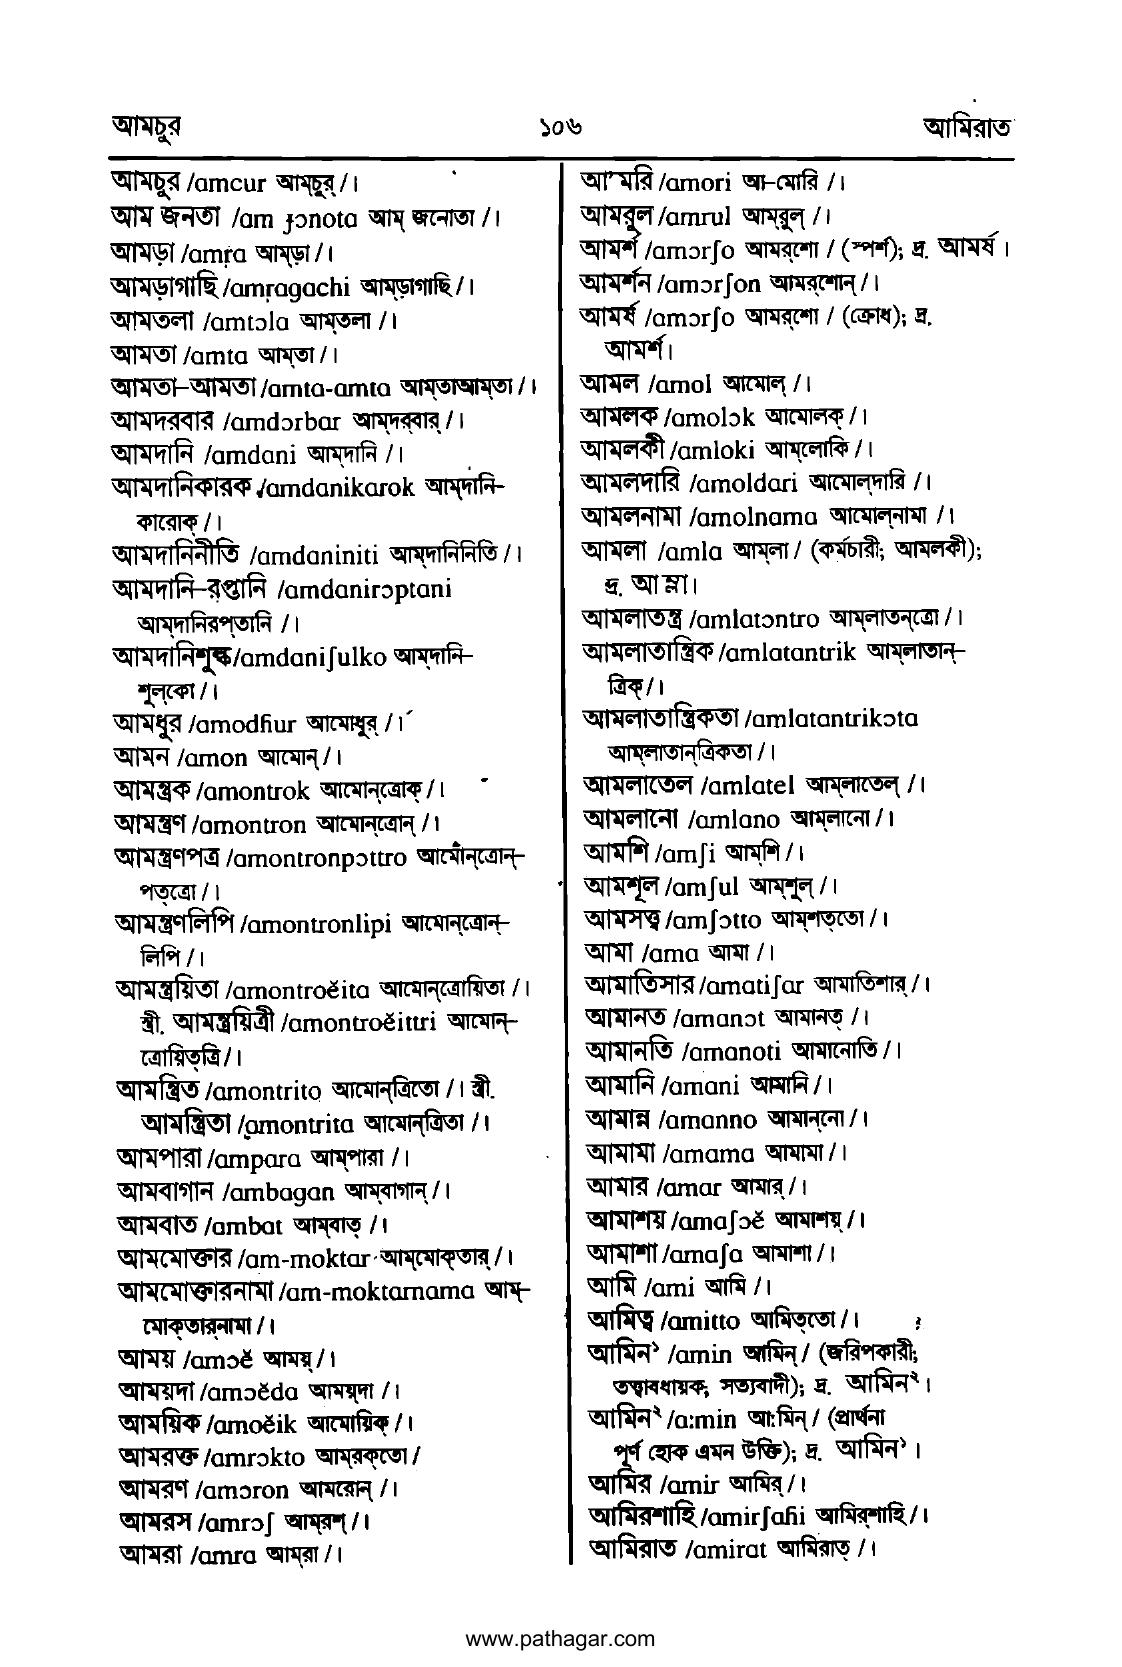 আমচুর ১০৬ আমিরাত
আমচুর /amcur আম্‌চুর্‌ /।
আম জনতা /am ɟɔnota আম্‌ জনোতা /।
আমড়া /amṛa আম্‌ড়া /।
আমড়াগাছি /amṛagachi আম্‌ড়াগাছি /।
আমতলা /amtɔla আম্‌তলা /।
আমতা /amta আম্‌তা /।
আমতা-আমতা /amta-amta আম্‌তাআম্‌তা /।
আমদরবার /amdɔrbar আম্‌দর্‌বার্‌ /।
আমদানি /amdani আম্‌দানি /।
আমদানিকারক /amdanikarok আম্‌দানি-
কারোক্‌ /।
আমদানিনীতি /amdaniniti আম্‌দানিনিতি /।
আমদানি-রপ্তানি /amdanirɔptani
আম্‌দানিরপ্‌তানি /।
আমদানিশুল্ক /amdaniʃulko আম্‌দানি-
শুল্‌কো /।
আমধুর /amodɦur আমোধুর্‌ /।
আমন /amon আমোন্‌ /।
আমন্ত্রক /amontrok আমোন্‌ত্রোক্‌ /।
আমন্ত্রণ /amontron আমোন্‌ত্রোন্‌ /।
আমন্ত্রণপত্র /amontronpɔttro আমোন্‌ত্রোন্‌-
পত্‌ত্রো /।
আমন্ত্রণলিপি /amontronlipi আমোন্‌ত্রোন্‌-
লিপি /।
আমন্ত্রয়িতা /amontroĕita আমোন্‌ত্রোয়িতা /।
স্ত্রী. আমন্ত্রয়িত্রী /amontroĕittri আমোন্‌-
ত্রোয়িত্‌ত্রি /।
আমন্ত্রিত /amontrito আমোন্‌ত্রিতো /। স্ত্রী.
আমন্ত্রিতা /amontrita আমোন্‌ত্রিতা /।
আমপারা /ampara আম্‌পারা /।
আমবাগান /ambagan আম্‌বাগান্‌ /।
আমবাত /ambat আম্‌বাত্‌ /।
আমমোক্তার /am-moktar আম্‌মোক্‌তার্‌ /।
আমমোক্তারনামা /am-moktarnama আম্‌-
মোক্‌তার্‌নামা /।
আময় /amɔĕ আময়্‌ /।
আময়দা /amɔĕda আময়্‌দা /।
আময়িক /amoĕik আমোয়িক্‌ /।
আমরক্ত /amrɔkto আম্‌রক্‌তো /
আমরণ /amɔron আমরোন্‌ /।
আমরস /amrɔʃ আম্‌রশ্‌ /।
আমরা /amra আম্‌রা /।
আ’মরি /amori আ-মোরি /।
আমরুল /amrul আম্‌রুল্‌ /।
আমর্শ /amɔrʃo আমর্‌শো / (স্পর্শ); দ্র. আমর্ষ।
আমর্শন /amɔrʃon আমর্‌শোন্‌ /।
আমর্ষ /amɔrʃo আমর্‌শো / (ক্রোধ); দ্র.
আমর্শ।
আমল /amol আমোল্‌ /।
আমলক /amolɔk আমোলক্‌ /।
আমলকী /amloki আম্‌লোকি /।
আমলদারি /amoldari আমোল্‌দারি /।
আমলনামা /amolnama আমোল্‌নামা /।
আমলা /amla আম্‌লা / (কর্মচারী; আমলকী);
দ্র. আম্লা।
আমলাতন্ত্র /amlatɔntro আম্‌লাতন্‌ত্রো /।
আমলাতান্ত্রিক /amlatantrik আম্‌লাতান্‌-
ত্রিক্‌ /।
আমলাতান্ত্রিকতা /amlatantrikɔta
আম্‌লাতান্‌ত্রিকতা /।
আমলাতেল /amlatel আম্‌লাতেল্‌ /।
আমলানো /amlano আম্‌লানো /।
আমশি /amʃi আম্‌শি /।
আমশূল /amʃul আম্‌শুল্‌ /।
আমসত্ত্ব /amʃɔtto আম্‌শত্‌তো /।
আমা /ama আমা /।
আমাতিসার /amatiʃar আমাতিশার্‌ /।
আমানত /amanɔt আমানত্‌ /।
আমানতি /amanoti আমানোতি /।
আমানি /amani আমানি /।
আমান্ন /amanno আমান্‌নো /।
আমামা /amama আমামা /।
আমার /amar আমার্‌ /।
আমাশয় /amaʃɔĕ আমাশয়্‌ /।
আমাশা /amaʃa আমাশা /।
আমি /ami আমি /।
আমিত্ব /amitto আমিত্‌তো /।
আমিন১ /amin আমিন্‌ / (জরিপকারী;
তত্ত্বাবধায়ক; সত্যবাদী); দ্র. আমিন২।
আমিন২ /a:min আ:মিন্‌ / (প্রার্থনা
পূর্ণ হোক এমন উক্তি); দ্র. আমিন১।
আমির /amir আমির্‌ /।
আমিরশাহি /amirʃaɦi আমির্‌শাহি /।
আমিরাত /amirat আমিরাত্‌ /।
www.pathagar.com